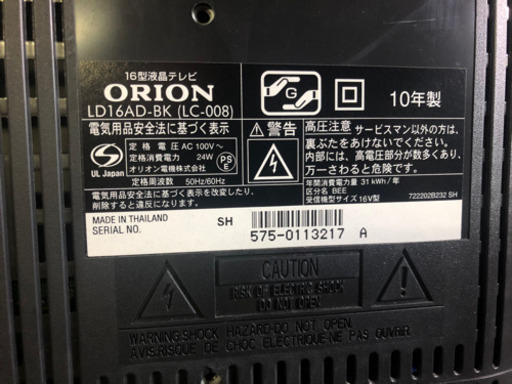 16型液晶テレビ
ORION
LD16AD-BK (LC-008)
G
10年製
電気用品安全法に基づく表示
定格電圧 AC 100V~
定格消費電力 24W
オリオン電機株式会社
定格周波数 50Hz/60Hz
UL Japan
PS
E
電気用品安全法に基づく表示を改変したり、
削除すると違反になります。
警告
高圧注意 サービスマン以外の方は、
裏ぶたをあけないでください。
内部には、高電圧部分が数多くあり、
万一さわると危険です。
年間消費電力量 31 kWh/年
区分名 BEE
受信機型サイズ 16V型
722202B232 SH
MADE IN THAILAND
SERIAL NO.
SH
575-0113217 A
CAUTION
RISK OF ELECTRIC SHOCK
DO NOT OPEN
WARNING:SHOCK HAZARD-DO NOT OPEN.
AVIS:RISQUE DE CHOC ELECTRIQUE-NE PAS OUVRIR.